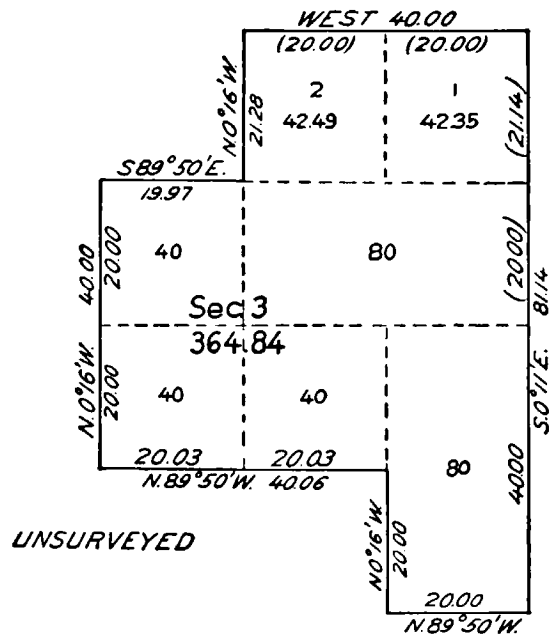 WEST 40.00
(20.00) (20.00)
N.0°16'W.
21.28
2
42.49
1
42.35
(21.14)
S89°50'E.
19.97
40.00
20.00
40
80
(20.00)
81.14
Sec 3
364.84
N.0°16'W.
20.00
40
40
S.0°11'E.
20.03 20.03
N.89°50'W. 40.06
80
40.00
UNSURVEYED
N0°16'W.
20.00
20.00
N.89°50'W.